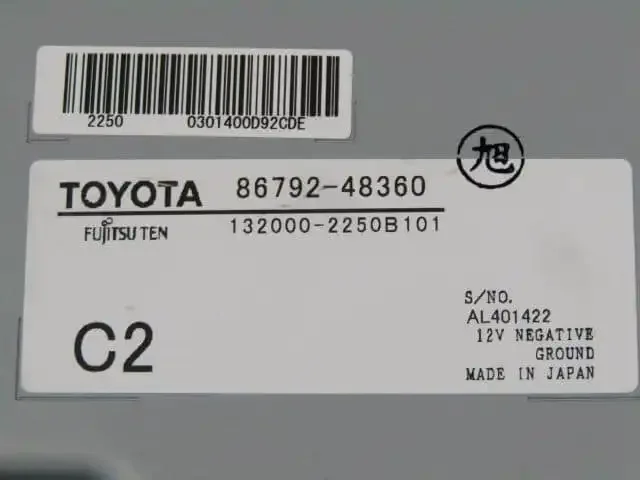 2250 0301400D92CDE
旭
TOYOTA 86792-48360
FUJITSU TEN 132000-2250B101
C2
S/NO.
AL401422
12V NEGATIVE
GROUND
MADE IN JAPAN